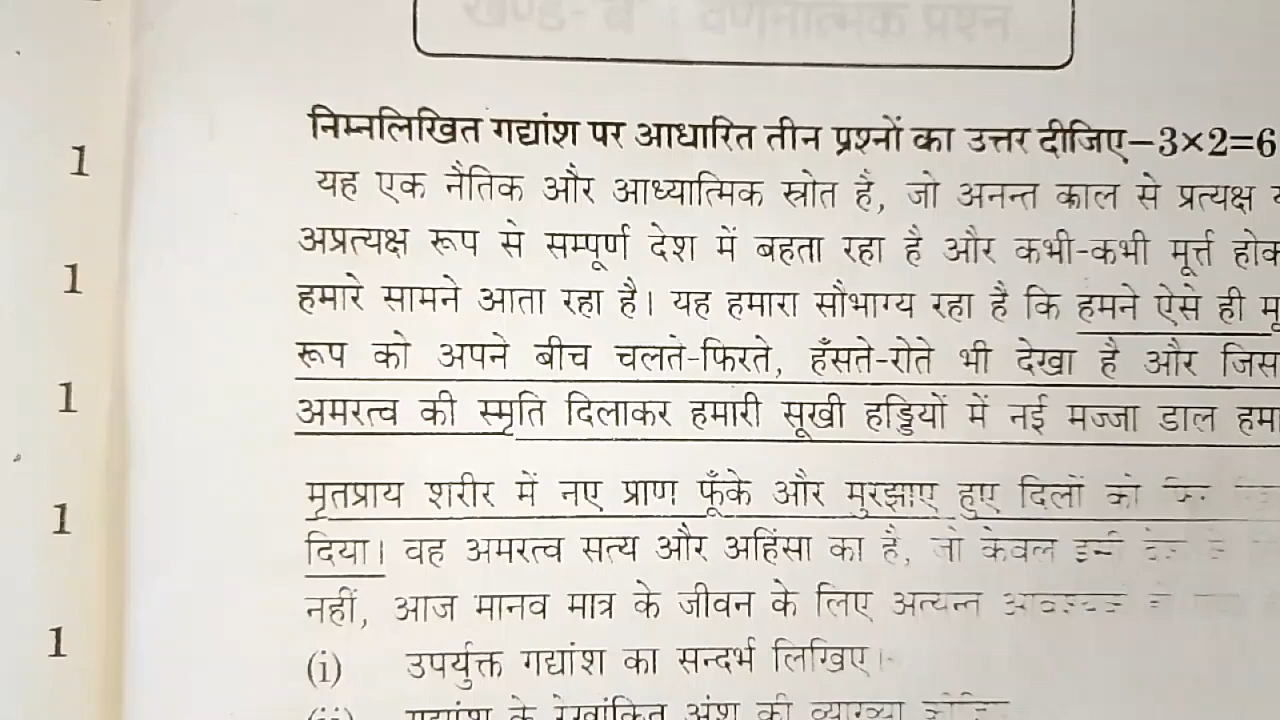 खण्ड- ब : वर्णनात्मक प्रश्न
निम्नलिखित गद्यांश पर आधारित तीन प्रश्नों का उत्तर दीजिए–3×2=6
1
यह एक नैतिक और आध्यात्मिक स्रोत है, जो अनन्त काल से प्रत्यक्ष
अप्रत्यक्ष रूप से सम्पूर्ण देश में बहता रहा है और कभी-कभी मूर्त्त
1
हमारे सामने आता रहा है। यह हमारा सौभाग्य रहा है कि हमने ऐसे ही
रूप को अपने बीच चलते-फिरते, हँसते-रोते भी देखा है और
1
अमरत्व की स्मृति दिलाकर हमारी सूखी हड्डियों में नई मज्जा डाल
मृतप्राय शरीर में नए प्राण फूँके और मुरझाए हुए दिलों को
1
दिया। वह अमरत्व सत्य और अहिंसा का है, जो केवल
नहीं, आज मानव मात्र के जीवन के लिए अत्यन्त
1
(i) उपर्युक्त गद्यांश का सन्दर्भ लिखिए।
(ii) गद्यांश के रेखांकित अंश की व्याख्या